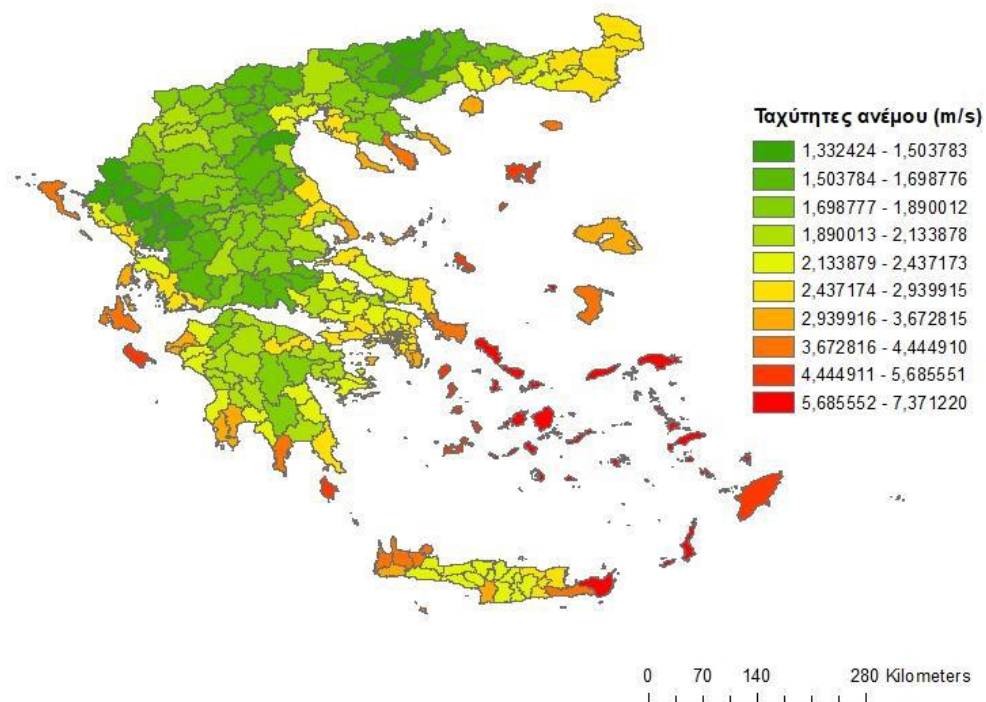 Ταχύτητες ανέμου (m/s)
1,332424 - 1,503783
1,503784 - 1,698776
1,698777 - 1,890012
1,890013 - 2,133878
2,133879 - 2,437173
2,437174 - 2,939915
2,939916 - 3,672815
3,672816 - 4,444910
4,444911 - 5,685551
5,685552 - 7,371220
0 70 140 280 Kilometers